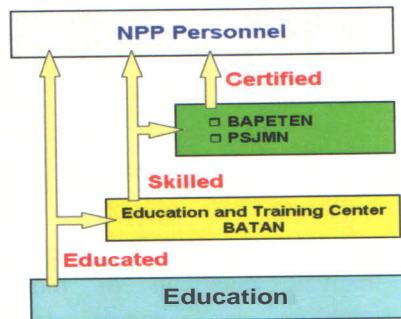 NPP Personnel
Certified
BAPETEN
PSJMN
Skilled
Education and Training Center
BATAN
Educated
Education